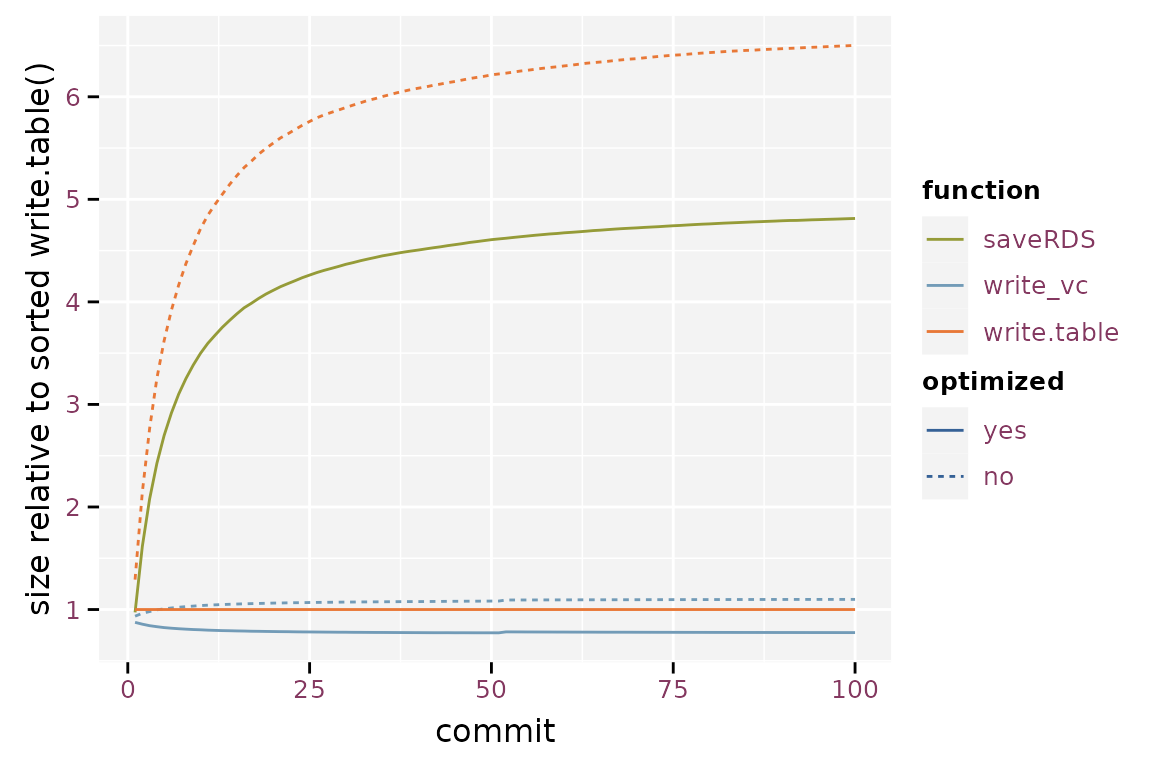 size relative to sorted write.table()
6
5
4
3
2
1
0 25 50 75 100
commit
function
saveRDS
write_vc
write.table
optimized
yes
no